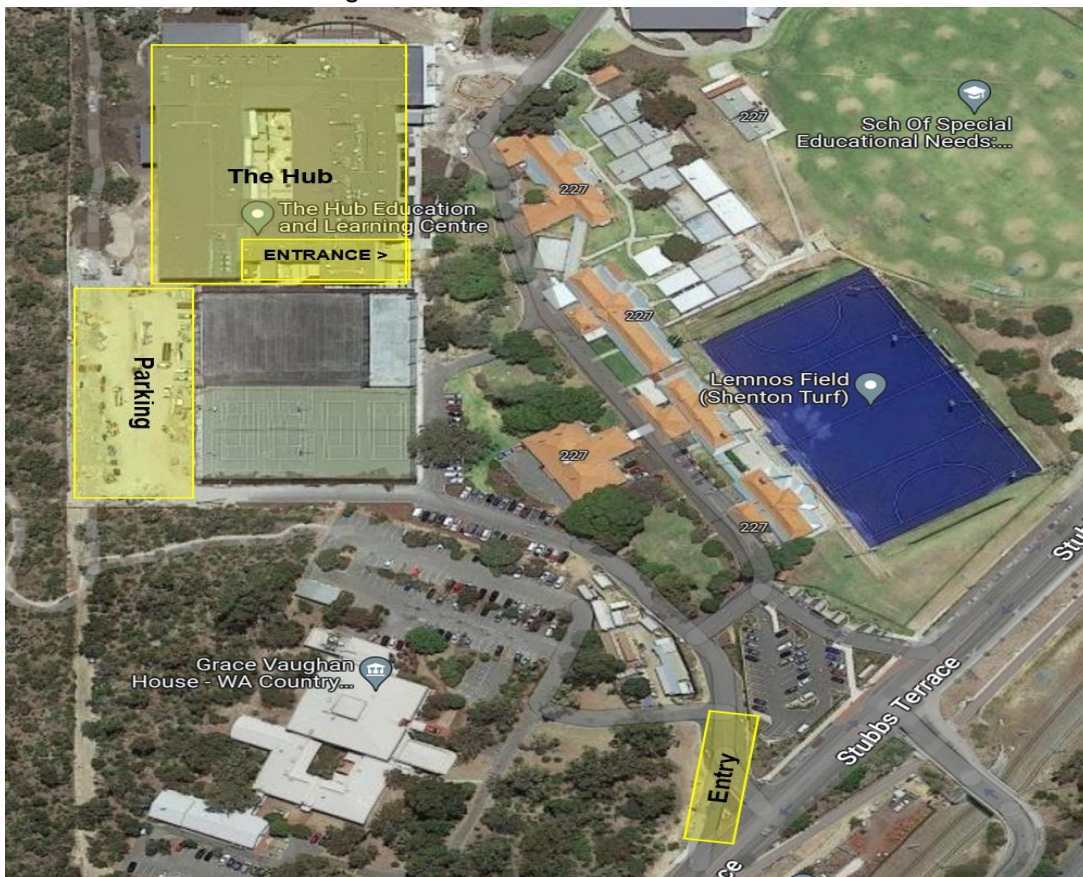 The Hub
The Hub Education
and Learning Centre
ENTRANCE >
Parking
227
227
227
227
227
Sch Of Special
Educational Needs:...
Lemnos Field
(Shenton Turf)
Grace Vaughan
House - WA Country...
Entry
Stubbs Terrace